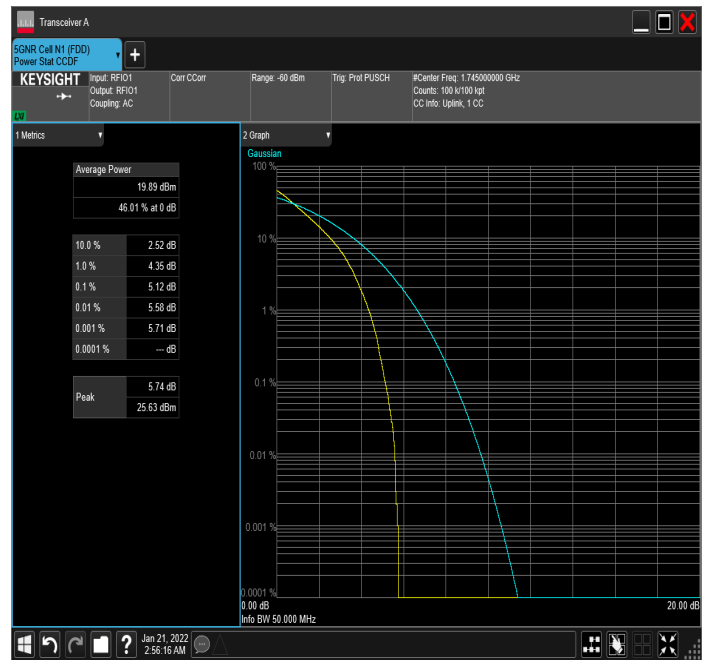 Transceiver A
5GNR Cell N1 (FDD)
Power Stat CCDF
KEYSIGHT
LXI
Input: RFIO1
Output: RFIO1
Coupling: AC
Corr CCorr
Range: -60 dBm
Trig: Prot PUSCH
#Center Freq: 1.745000000 GHz
Counts: 100 k/100 kpt
CC Info: Uplink, 1 CC
1 Metrics
Average Power
19.89 dBm
46.01 % at 0 dB
10.0 % 2.52 dB
1.0 % 4.35 dB
0.1 % 5.12 dB
0.01 % 5.58 dB
0.001 % 5.71 dB
0.0001 % --- dB
Peak
5.74 dB
25.63 dBm
2 Graph
Gaussian
100 %
10 %
1 %
0.1 %
0.01 %
0.001 %
0.0001 %
0.00 dB
20.00 dB
Info BW 50.000 MHz
Jan 21, 2022
2:56:16 AM